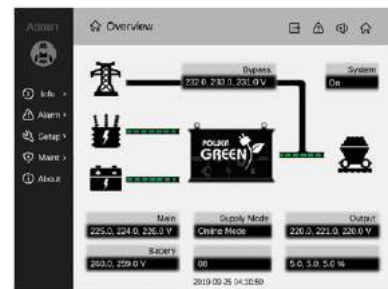 Admin
Overview
Bypass
232.0, 233.0, 231.0 V
System
On
Info
Alarm
Setup
Maint
About
POWER
GREEN
Main
225.0, 224.0, 226.0 V
Supply Mode
Online Mode
Output
220.0, 221.0, 220.0 V
Battery
260.0, 259.0 V
00
5.0, 5.0, 5.0 %
2019-09-25 04:10:50